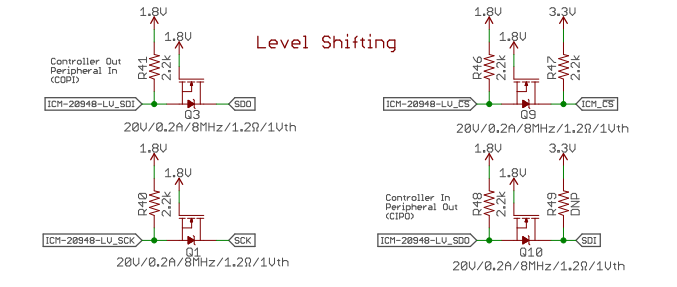 Level Shifting
1.8V
1.8V
R41
2.2k
Controller Out
Peripheral In
(COPI)
ICM-20948-LV_SDI
SDO
Q3
20V/0.2A/8MHz/1.2Ω/1Vth
1.8V
3.3V
1.8V
R46
2.2k
R47
2.2k
ICM-20948-LV_CS
ICM_CS
Q9
20V/0.2A/8MHz/1.2Ω/1Vth
1.8V
1.8V
R40
2.2k
ICM-20948-LV_SCK
SCK
Q1
20V/0.2A/8MHz/1.2Ω/1Vth
1.8V
3.3V
1.8V
Controller In
Peripheral Out
(CIPO)
R48
2.2k
R49
DNP
ICM-20948-LV_SDO
SDI
Q10
20V/0.2A/8MHz/1.2Ω/1Vth